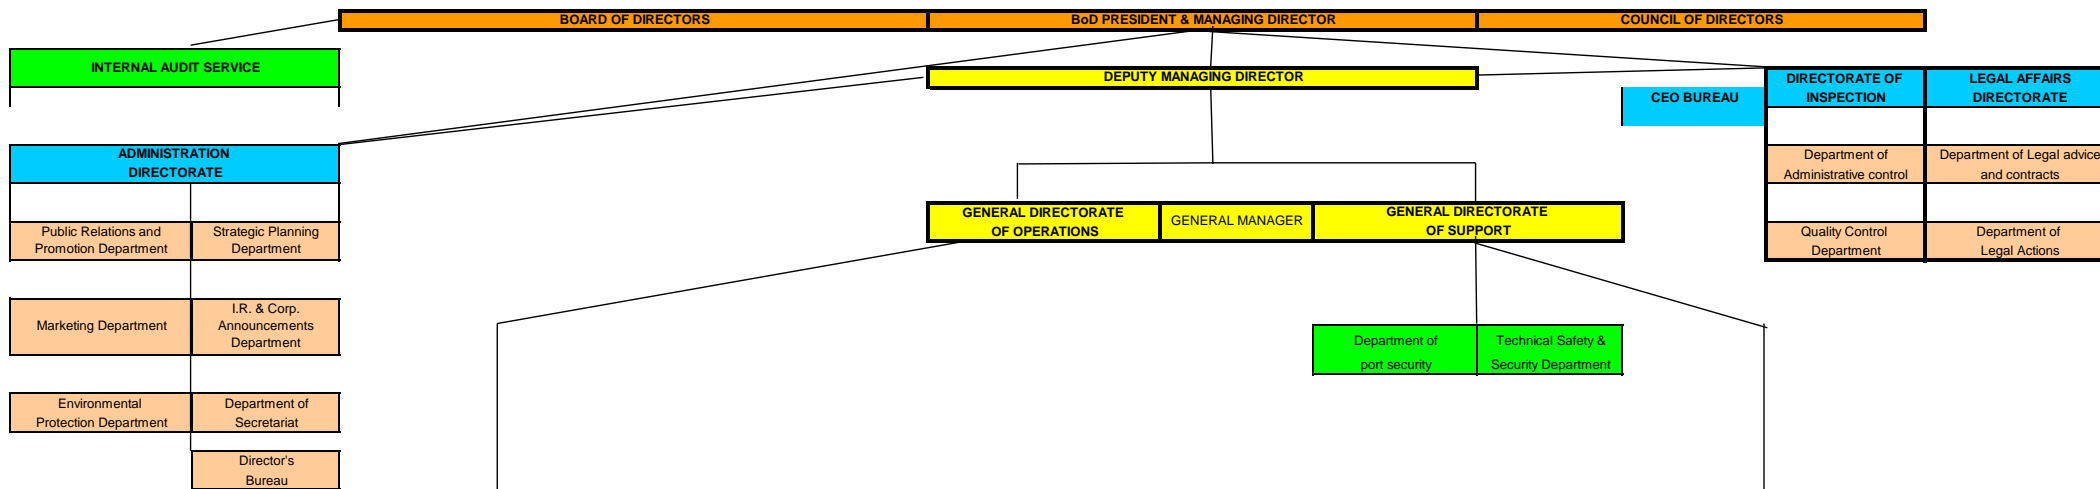 BOARD OF DIRECTORS
BoD PRESIDENT & MANAGING DIRECTOR
COUNCIL OF DIRECTORS
INTERNAL AUDIT SERVICE
DEPUTY MANAGING DIRECTOR
CEO BUREAU
DIRECTORATE OF
INSPECTION
LEGAL AFFAIRS
DIRECTORATE
ADMINISTRATION
DIRECTORATE
Department of
Administrative control
Department of Legal advice
and contracts
GENERAL DIRECTORATE
OF OPERATIONS
GENERAL MANAGER
GENERAL DIRECTORATE
OF SUPPORT
Public Relations and
Promotion Department
Strategic Planning
Department
Quality Control
Department
Department of
Legal Actions
Marketing Department
I.R. & Corp.
Announcements
Department
Department of
port security
Technical Safety &
Security Department
Environmental
Protection Department
Department of
Secretariat
Director's
Bureau